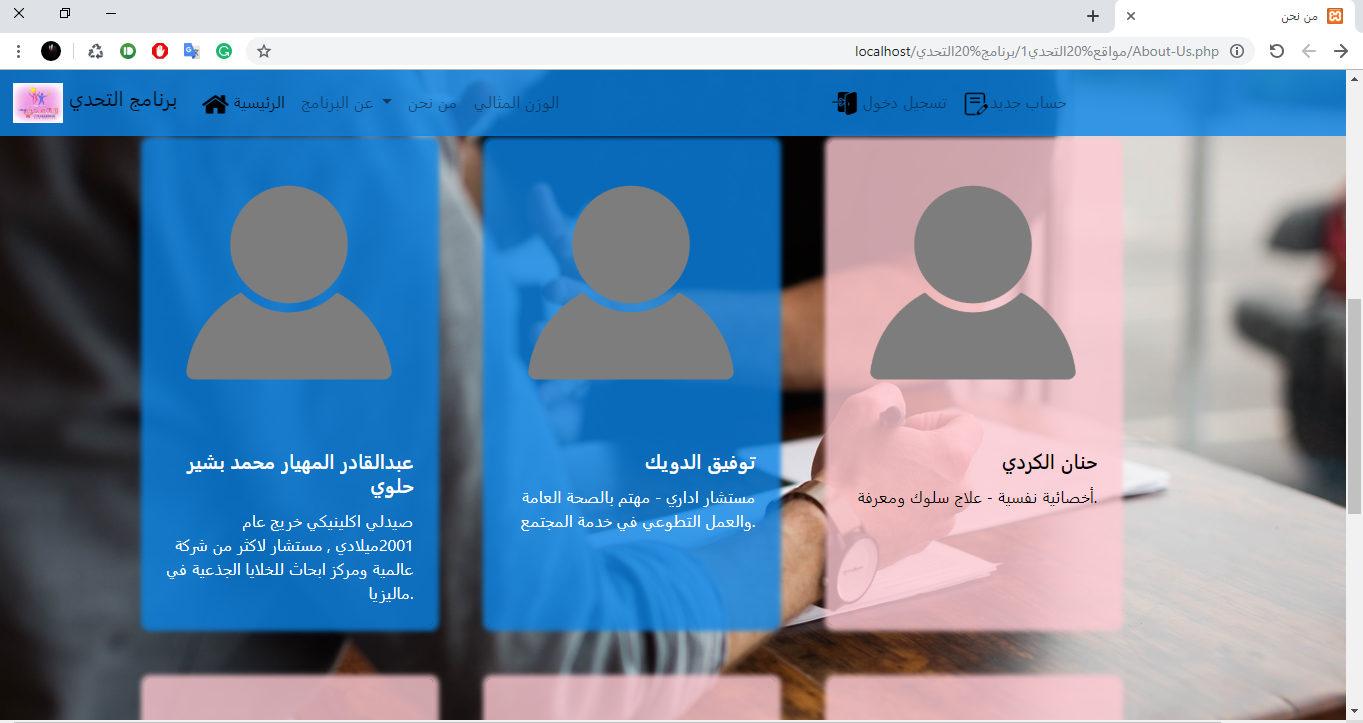 من نحن
localhost/برنامج%20التحدي/مواقع%20التحدي1/About-Us.php
برنامج التحدي
الرئيسية
عن البرنامج
من نحن
الوزن المثالي
تسجيل دخول
حساب جديد
حنان الكردي
أخصائية نفسية - علاج سلوك ومعرفة.
توفيق الدويك
مستشار اداري - مهتم بالصحة العامة
والعمل التطوعي في خدمة المجتمع.
عبدالقادر المهيار محمد بشير
حلوي
صيدلي اكلينيكي خريج عام
2001ميلادي , مستشار لاكثر من شركة
عالمية ومركز ابحاث للخلايا الجذعية في
ماليزيا.